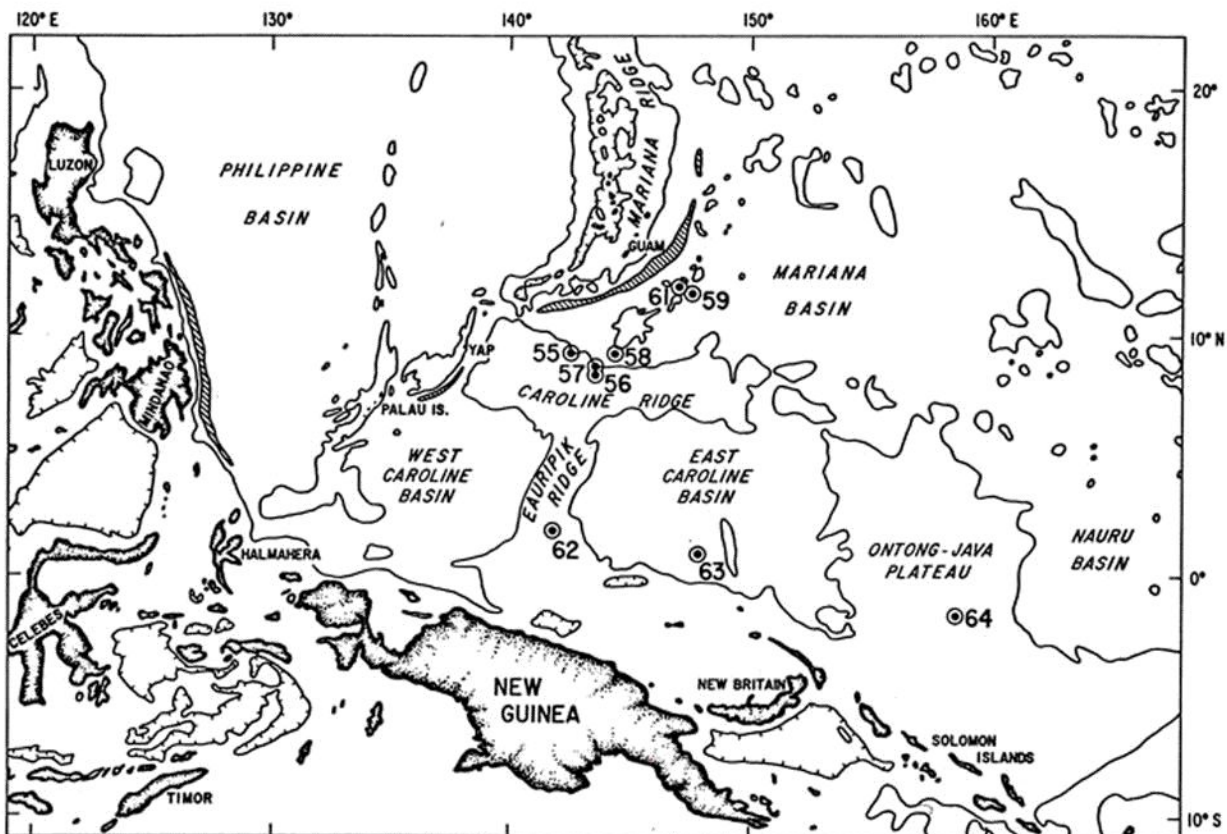 120° E
130°
140°
150°
160° E
20°
LUZON
PHILIPPINE
BASIN
MARIANA
RIDGE
GUAM
MARIANA
BASIN
61
59
10° N
55
58
57
56
YAP
CAROLINE RIDGE
MINDANAO
PALAU IS.
WEST
CAROLINE
BASIN
EAURIPIK
RIDGE
EAST
CAROLINE
BASIN
62
63
HALMAHERA
ONTONG-JAVA
PLATEAU
NAURU
BASIN
0°
64
CELEBES
NEW
GUINEA
NEW BRITAIN
SOLOMON
ISLANDS
TIMOR
10° S